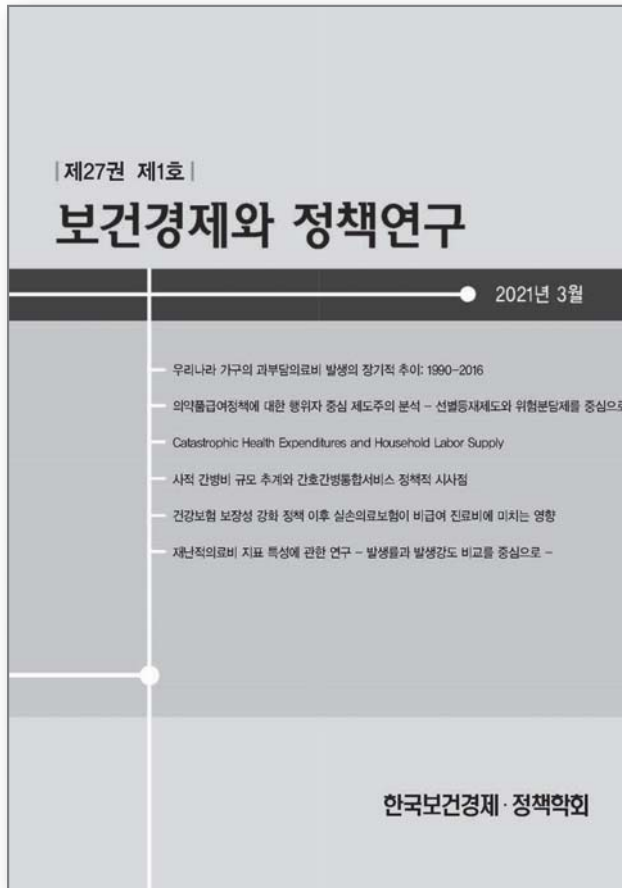 |제27권 제1호|
보건경제와 정책연구
2021년 3월
우리나라 가구의 과부담의료비 발생의 장기적 추이: 1990-2016
의약품급여정책에 대한 행위자 중심 제도주의 분석 - 선별등재제도와 위험분담제를 중심으로
Catastrophic Health Expenditures and Household Labor Supply
사적 간병비 규모 추계와 간호간병통합서비스 정책적 시사점
건강보험 보장성 강화 정책 이후 실손의료보험이 비급여 진료비에 미치는 영향
재난적의료비 지표 특성에 관한 연구 - 발생률과 발생강도 비교를 중심으로 -
한국보건경제·정책학회